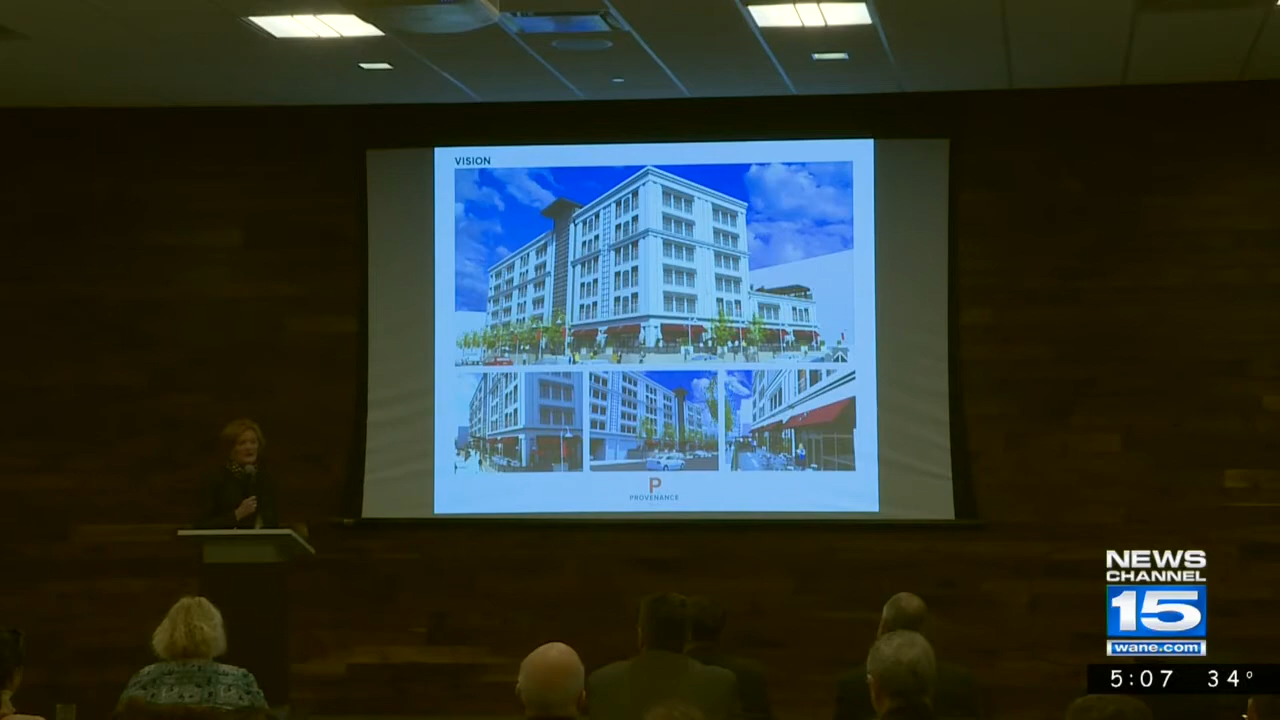 VISION
P
PROVENANCE
NEWS
CHANNEL
15
wane.com
5:07 34°